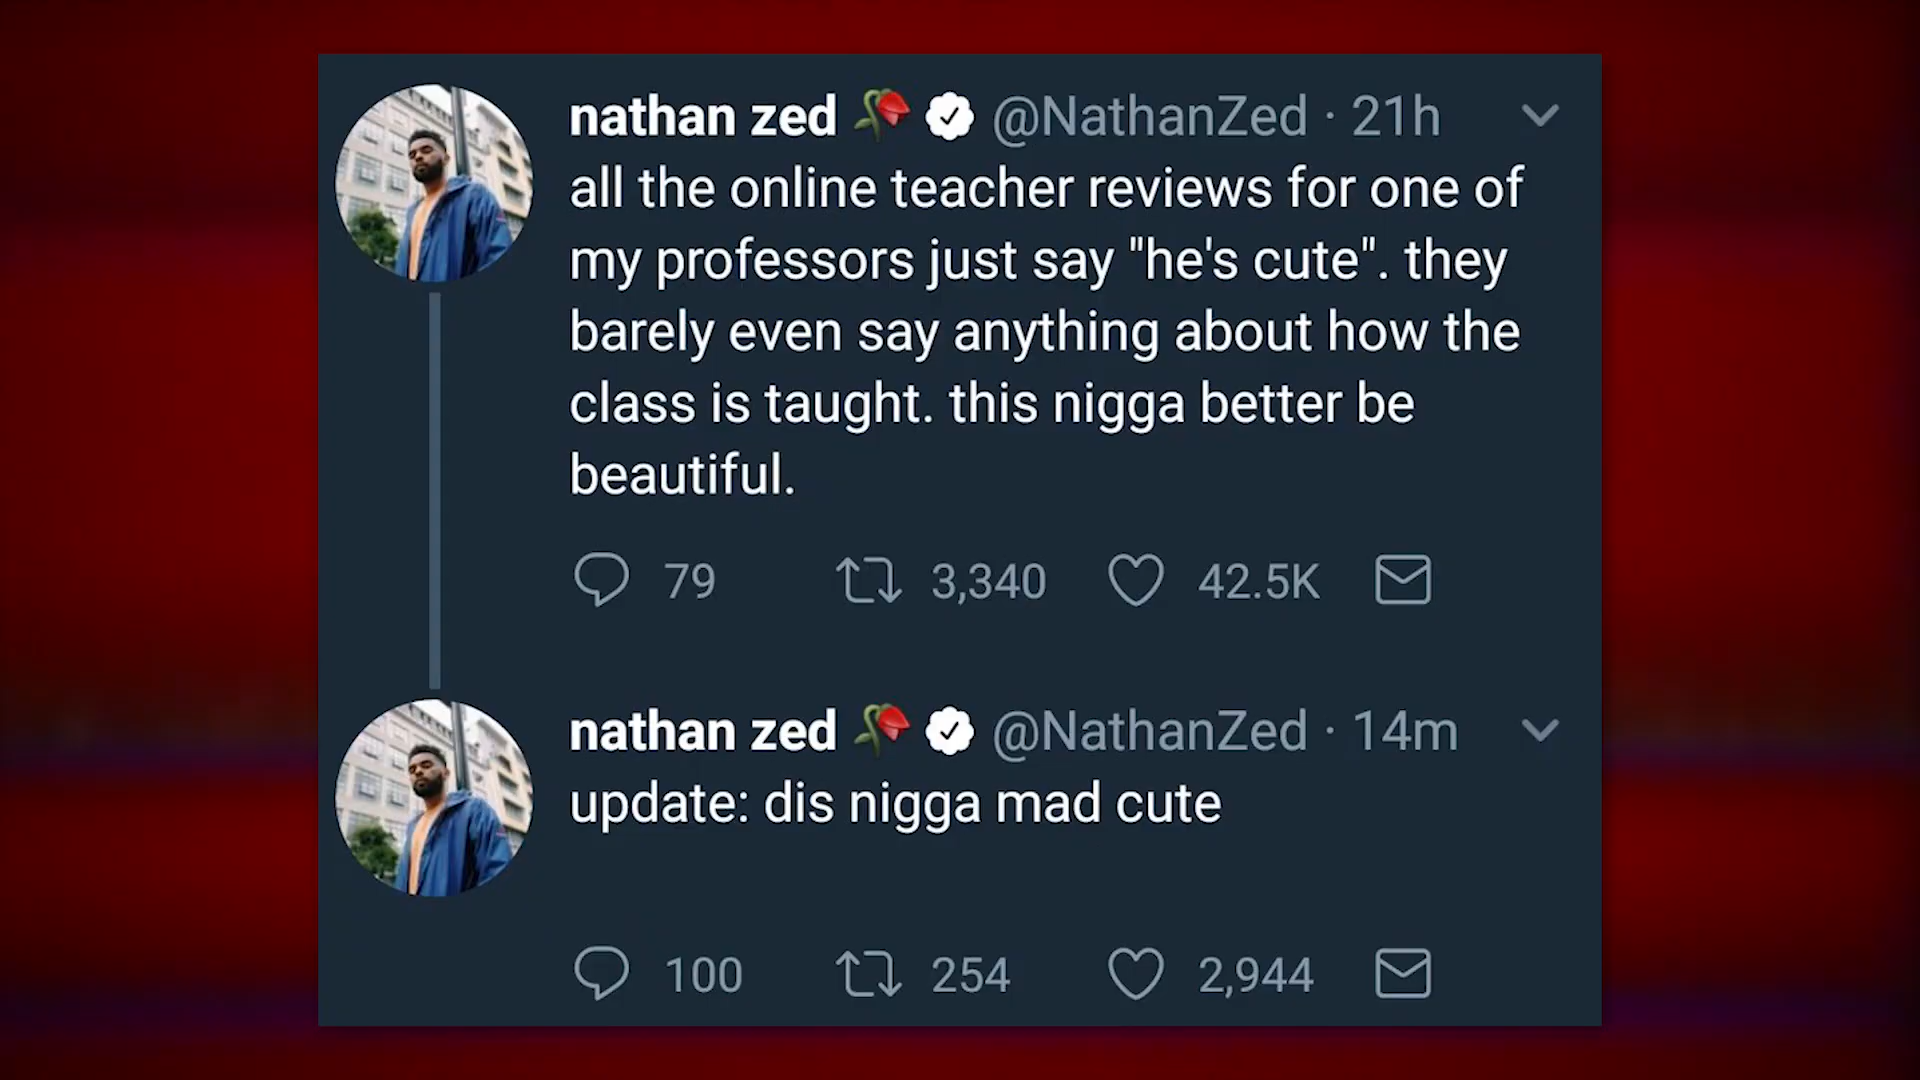 nathan zed 🥀 @NathanZed · 21h
all the online teacher reviews for one of
my professors just say "he's cute". they
barely even say anything about how the
class is taught. this nigga better be
beautiful.
79 3,340 42.5K
nathan zed 🥀 @NathanZed · 14m
update: dis nigga mad cute
100 254 2,944